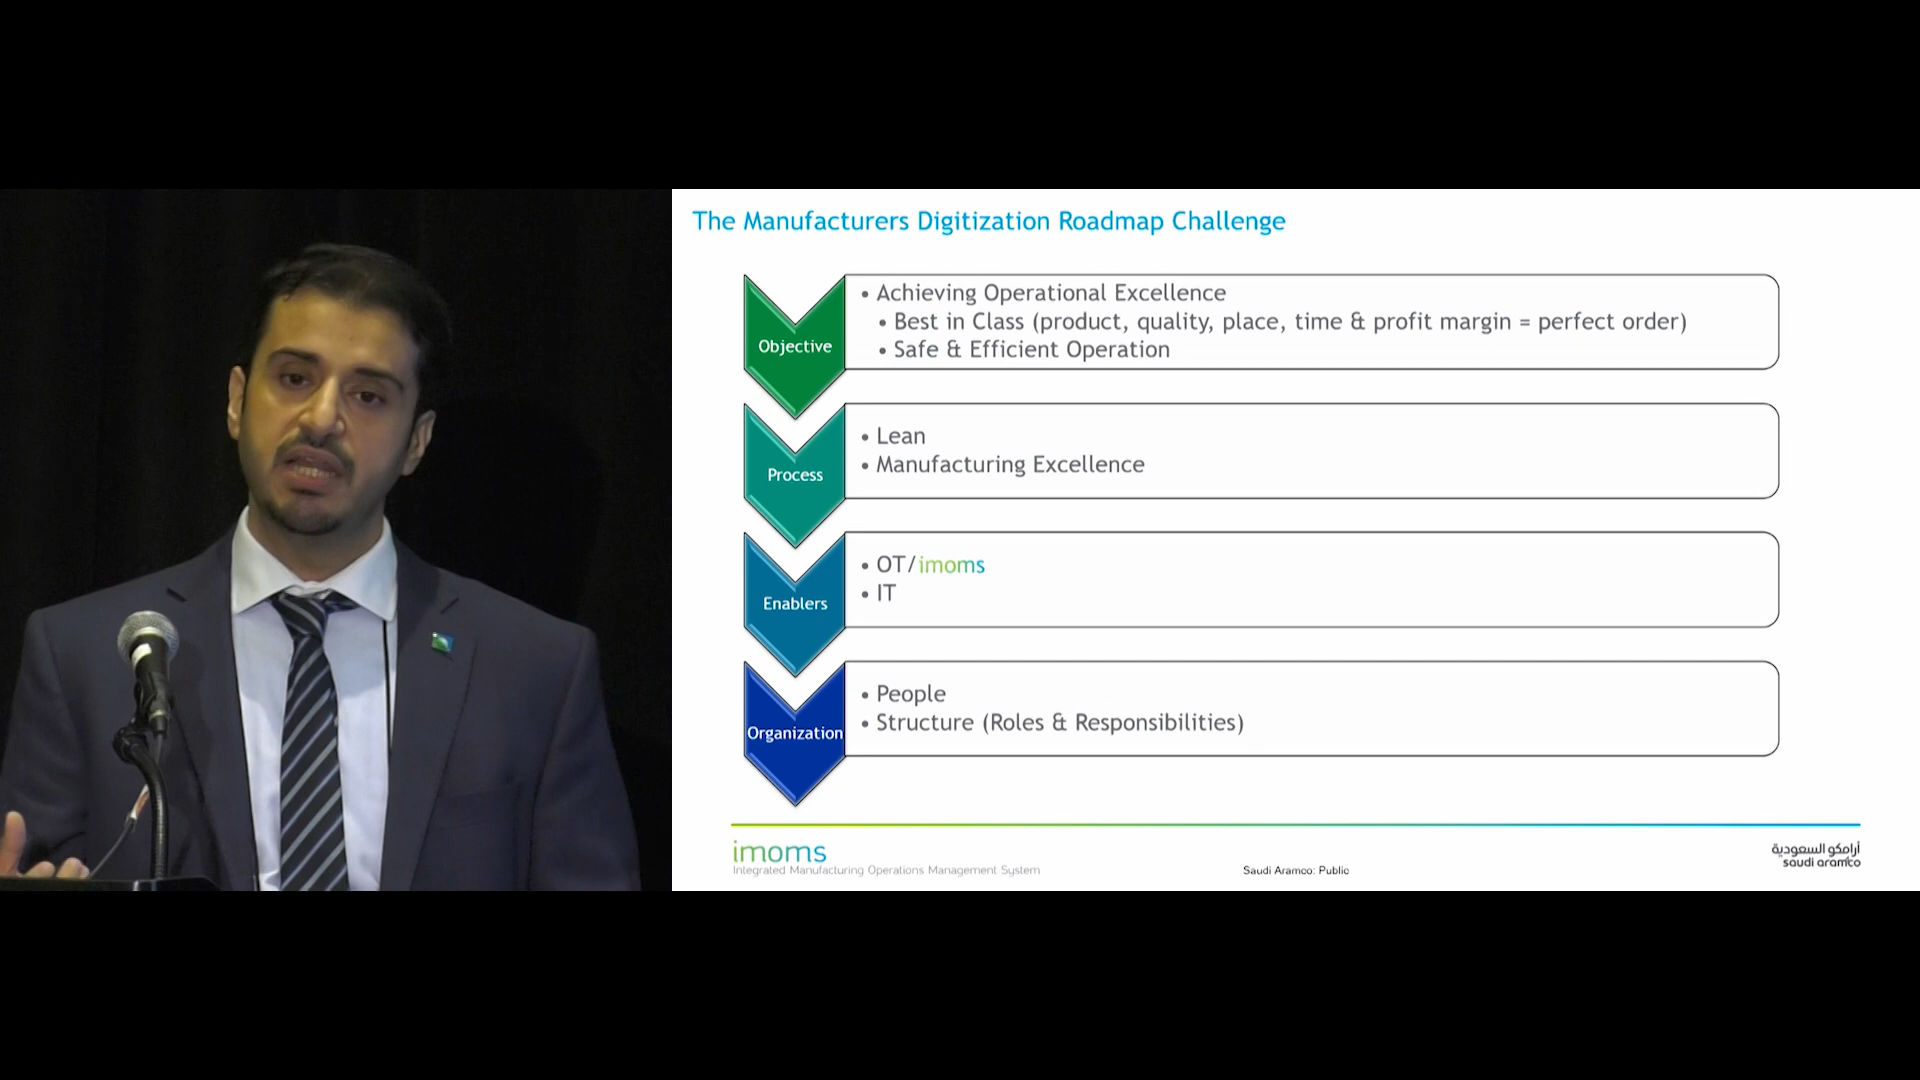 The Manufacturers Digitization Roadmap Challenge
Objective
• Achieving Operational Excellence
• Best in Class (product, quality, place, time & profit margin = perfect order)
• Safe & Efficient Operation
Process
• Lean
• Manufacturing Excellence
Enablers
• OT/imoms
• IT
Organization
• People
• Structure (Roles & Responsibilities)
imoms
Integrated Manufacturing Operations Management System
Saudi Aramco: Public
أرامكو السعودية
saudi aramco